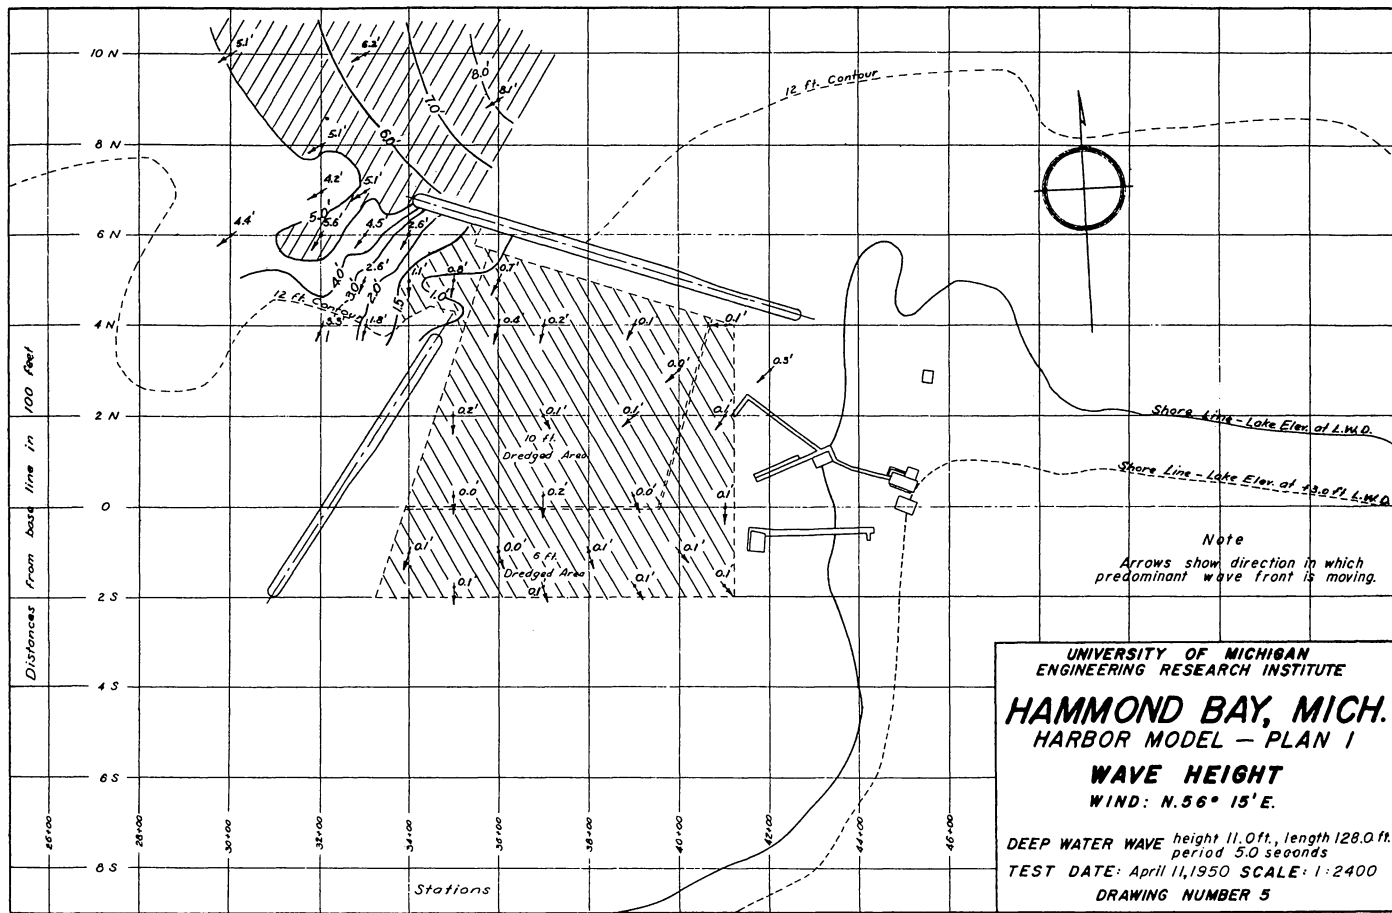 10 N
8 N
6 N
4 N
2 N
0
2 S
4 S
6 S
8 S
Distances from base line in 100 Feet
26+00
28+00
30+00
32+00
34+00
36+00
38+00
40+00
42+00
44+00
46+00
Stations
5.1'
6.2'
8.0'
8.1'
7.0'
6.0'
5.1'
4.2'
5.1'
5.0'
5.6'
4.5'
2.6'
4.4'
4.0'
2.6'
3.0'
2.0'
1.5'
1.1'
0.8'
0.7'
1.0'
12 ft. Contour
12 ft. Contour
3.3'
1.8'
0.4
0.2'
0.1'
0.1'
0.0'
0.3'
0.2'
0.1'
0.1'
0.1
10 ft.
Dredged Area
0.0'
0.2'
0.0'
0.1
0.1'
0.0'
0.1'
0.1'
6 ft.
Dredged Area
0.1'
0.1
0.1'
0.1'
Shore Line - Lake Elev. at L.W.D.
Shore Line - Lake Elev. at +3.0 ft. L.W.D.
Note
Arrows show direction in which
predominant wave front is moving.
UNIVERSITY OF MICHIGAN
ENGINEERING RESEARCH INSTITUTE
HAMMOND BAY, MICH.
HARBOR MODEL — PLAN 1
WAVE HEIGHT
WIND: N.56° 15' E.
DEEP WATER WAVE height 11.0 ft., length 128.0 ft.
period 5.0 seconds
TEST DATE: April 11, 1950 SCALE: 1:2400
DRAWING NUMBER 5